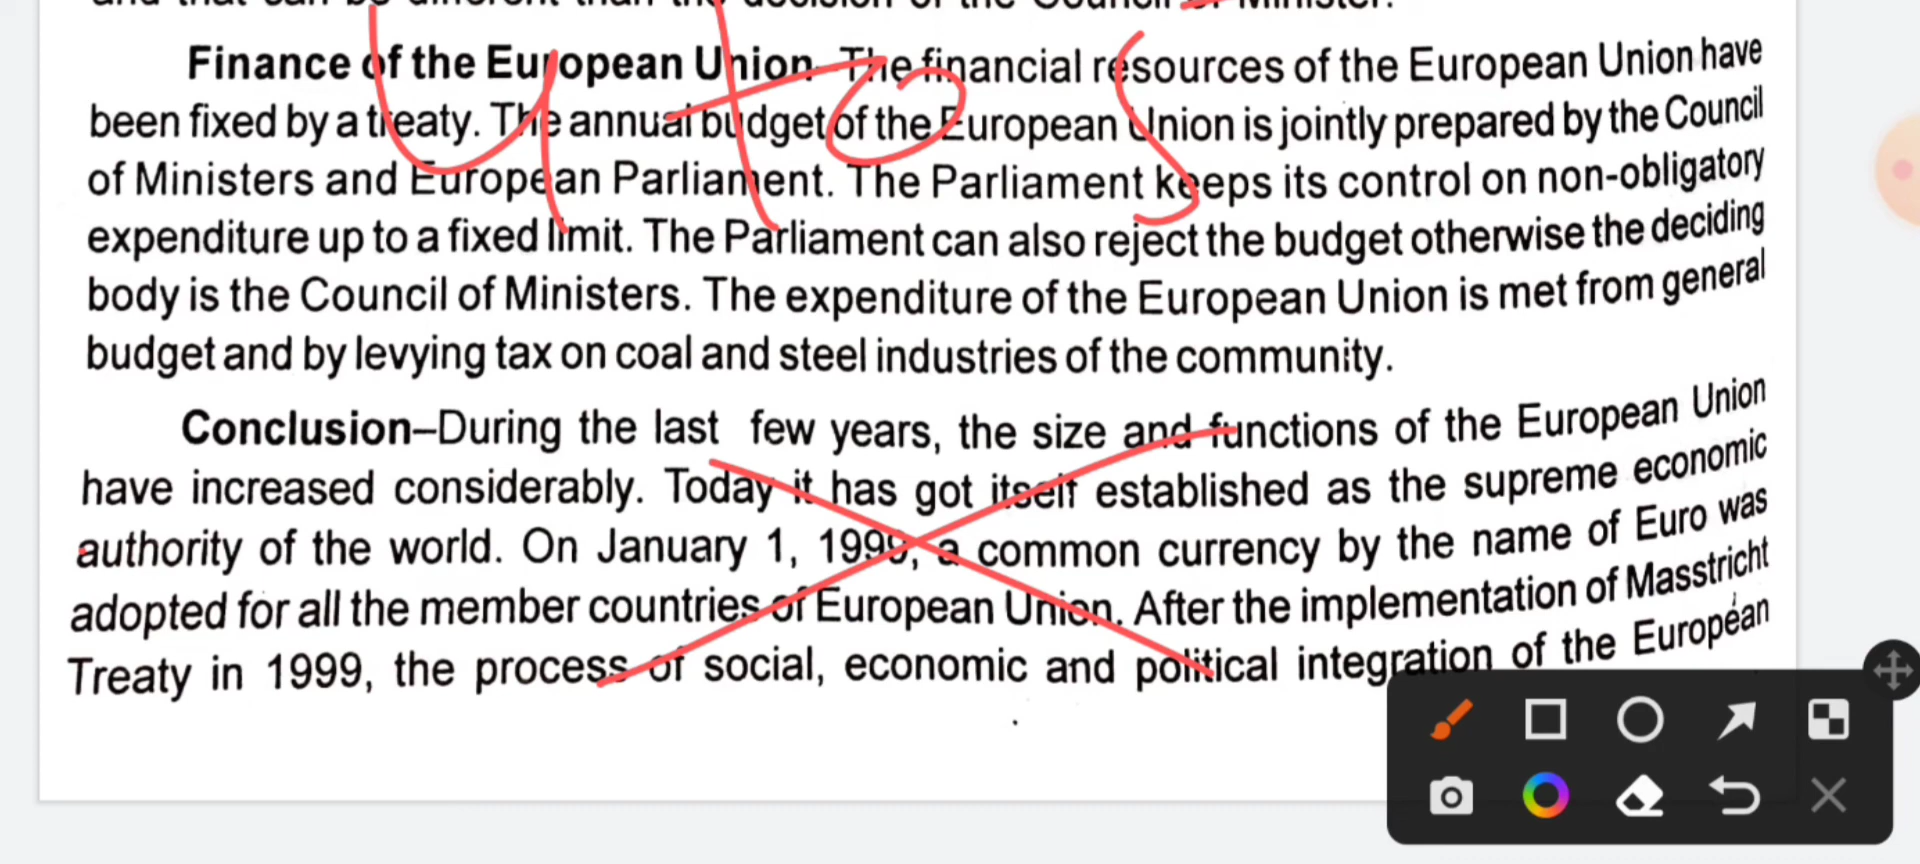 Finance of the European Union–The financial resources of the European Union have
been fixed by a treaty. The annual budget of the European Union is jointly prepared by the Council
of Ministers and European Parliament. The Parliament keeps its control on non-obligatory
expenditure up to a fixed limit. The Parliament can also reject the budget otherwise the deciding
body is the Council of Ministers. The expenditure of the European Union is met from general
budget and by levying tax on coal and steel industries of the community.
Conclusion–During the last few years, the size and functions of the European Union
have increased considerably. Today it has got itself established as the supreme economic
authority of the world. On January 1, 1999, a common currency by the name of Euro was
adopted for all the member countries of European Union. After the implementation of Masstricht
Treaty in 1999, the process of social, economic and political integration of the European